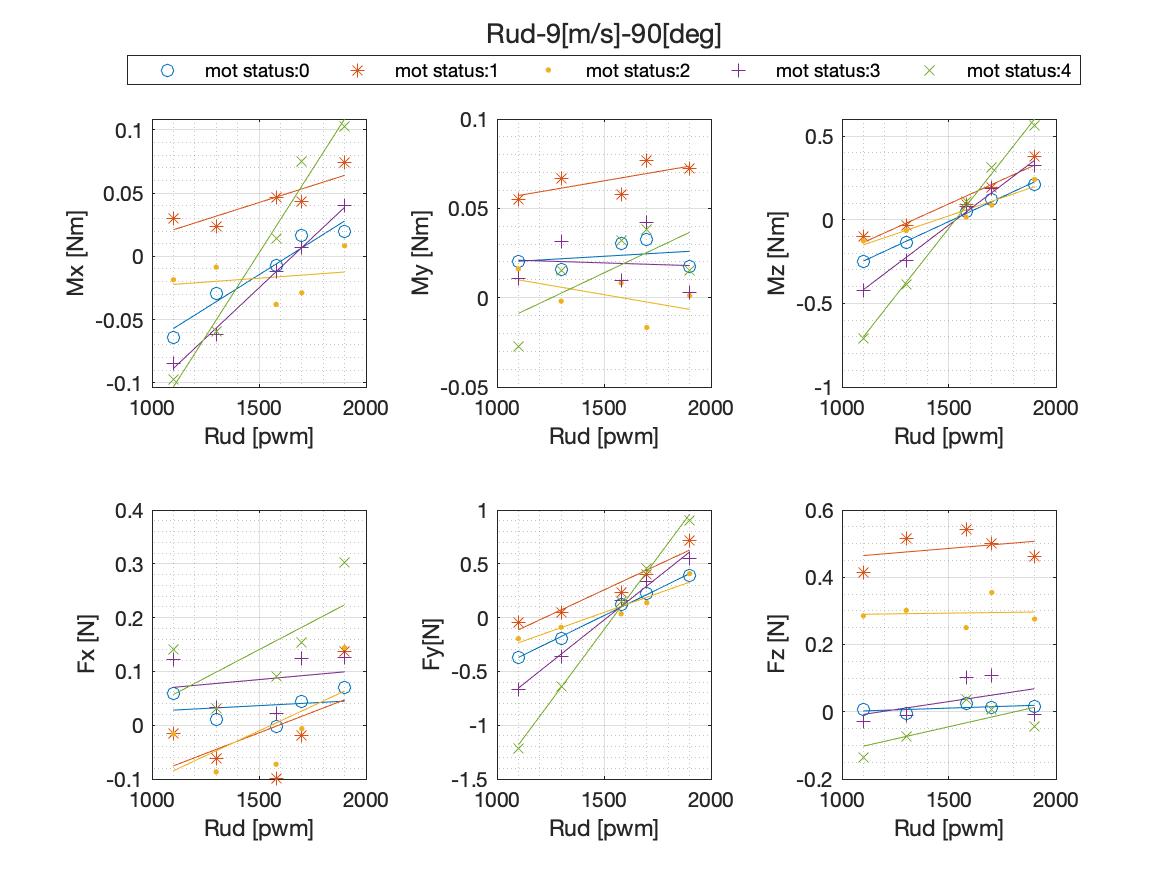 Rud-9[m/s]-90[deg]
mot status:0 mot status:1 mot status:2 mot status:3 mot status:4
Mx [Nm]
0.1
0.05
0
-0.05
-0.1
1000 1500 2000
Rud [pwm]
My [Nm]
0.1
0.05
0
-0.05
1000 1500 2000
Rud [pwm]
Mz [Nm]
0.5
0
-0.5
-1
1000 1500 2000
Rud [pwm]
Fx [N]
0.4
0.3
0.2
0.1
0
-0.1
1000 1500 2000
Rud [pwm]
Fy[N]
1
0.5
0
-0.5
-1
-1.5
1000 1500 2000
Rud [pwm]
Fz [N]
0.6
0.4
0.2
0
-0.2
1000 1500 2000
Rud [pwm]